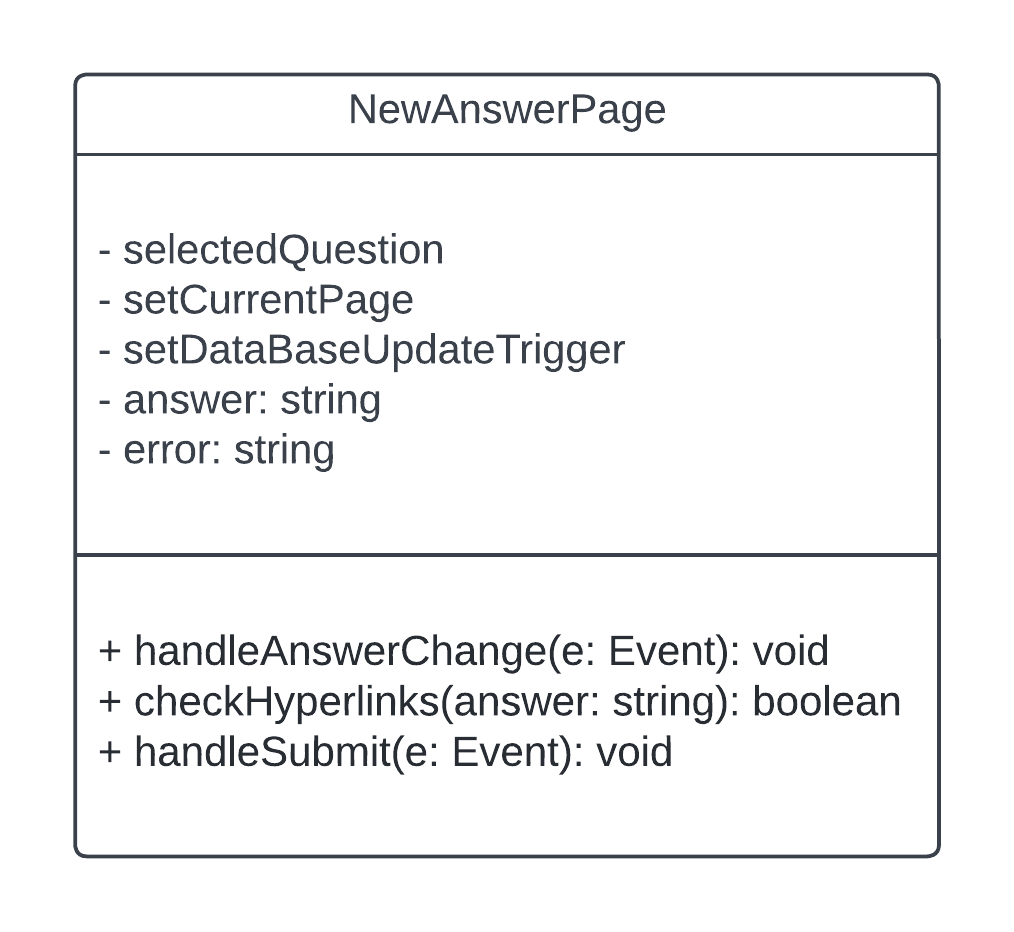 NewAnswerPage
- selectedQuestion
- setCurrentPage
- setDataBaseUpdateTrigger
- answer: string
- error: string
+ handleAnswerChange(e: Event): void
+ checkHyperlinks(answer: string): boolean
+ handleSubmit(e: Event): void